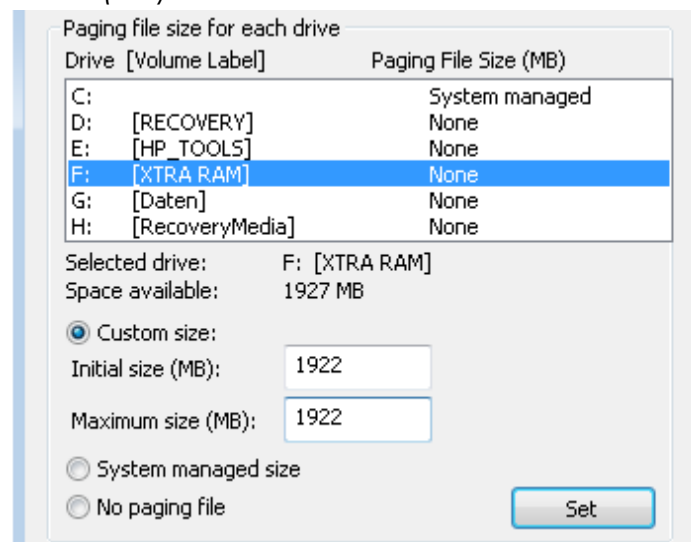 Paging file size for each drive
Drive [Volume Label] Paging File Size (MB)
C: System managed
D: [RECOVERY] None
E: [HP_TOOLS] None
F: [XTRA RAM] None
G: [Daten] None
H: [RecoveryMedia] None
Selected drive: F: [XTRA RAM]
Space available: 1927 MB
Custom size:
Initial size (MB): 1922
Maximum size (MB): 1922
System managed size
No paging file Set